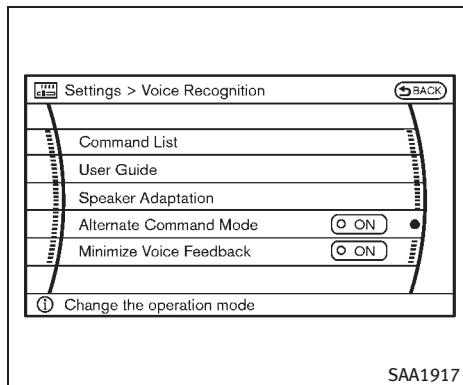 Settings > Voice Recognition BACK
Command List
User Guide
Speaker Adaptation
Alternate Command Mode ON
Minimize Voice Feedback ON
i Change the operation mode
SAA1917